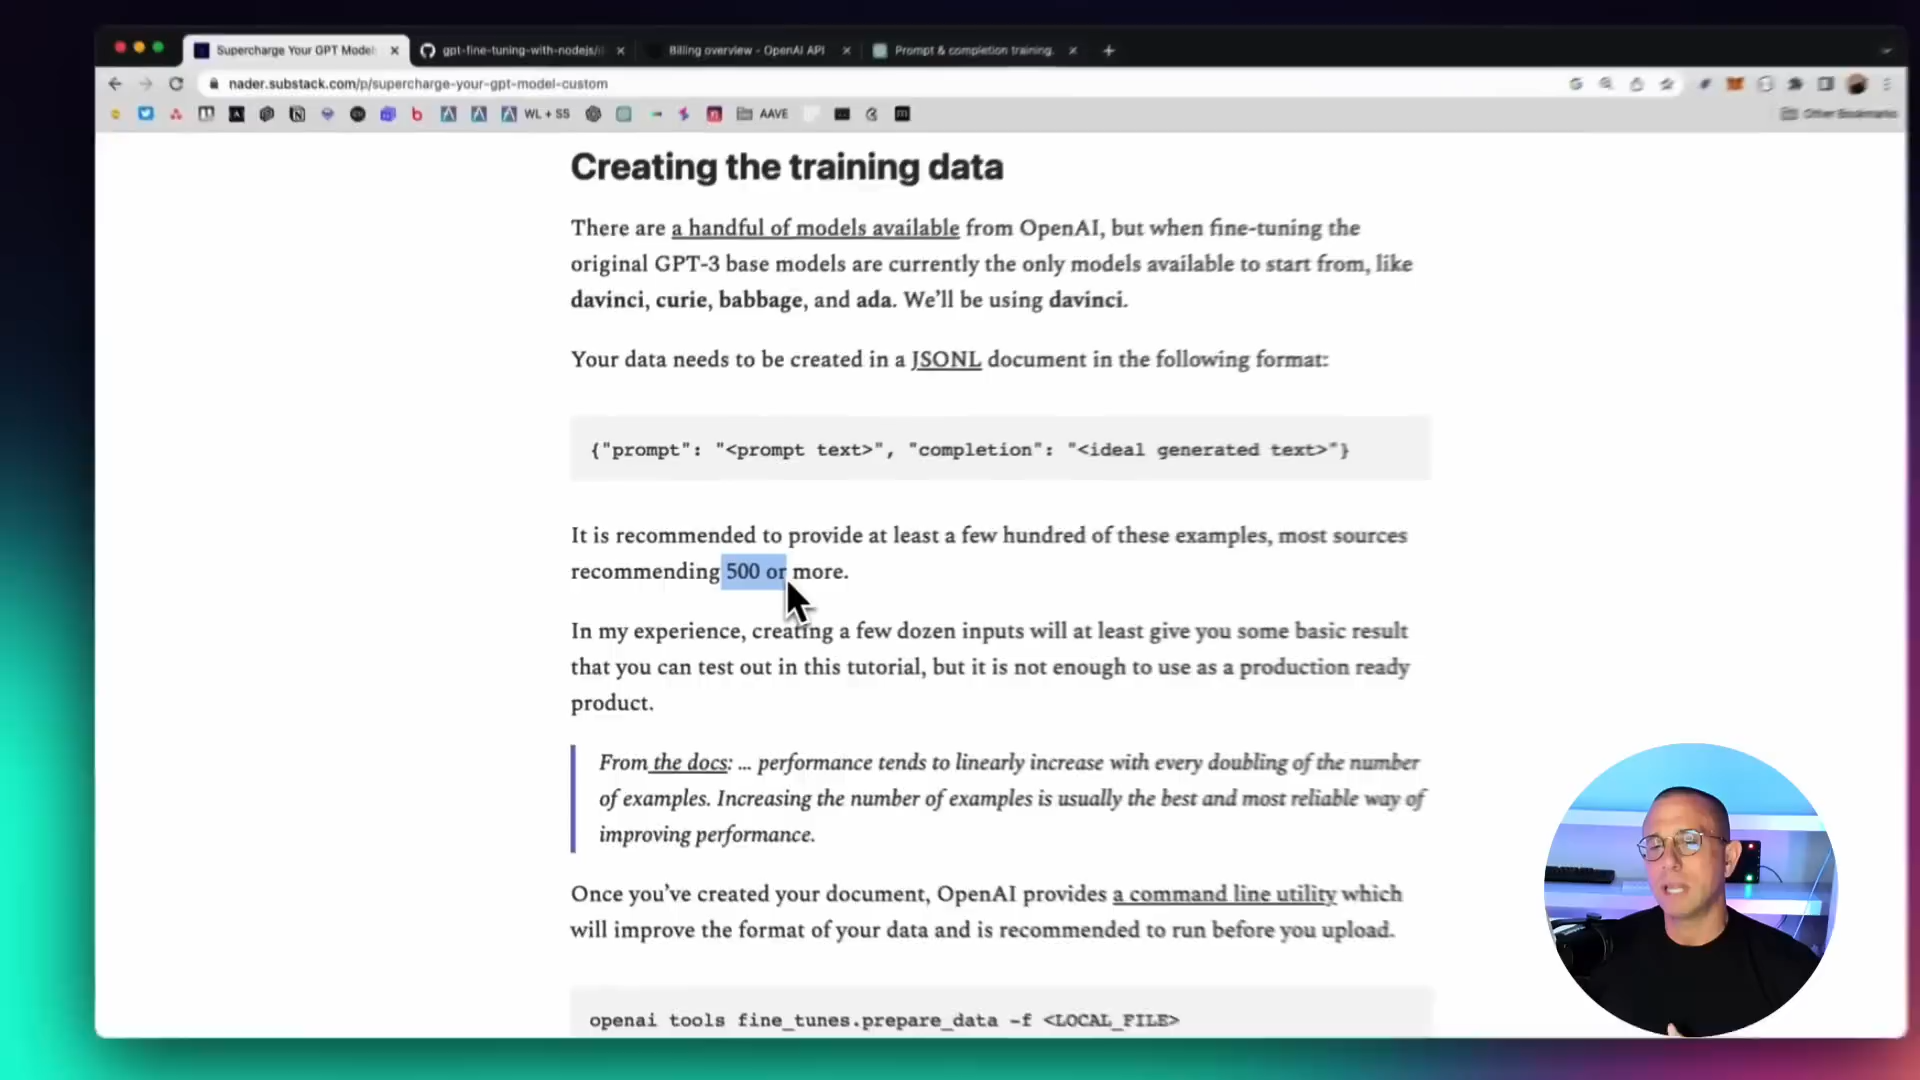 Supercharge Your GPT Model
gpt-fine-tuning-with-nodejs/
Billing overview - OpenAI API
Prompt & completion training.
nader.substack.com/p/supercharge-your-gpt-model-custom
WL + SS
AAVE
Other Bookmarks
Creating the training data
There are a handful of models available from OpenAI, but when fine-tuning the
original GPT-3 base models are currently the only models available to start from, like
davinci, curie, babbage, and ada. We'll be using davinci.
Your data needs to be created in a JSONL document in the following format:
{"prompt": "<prompt text>", "completion": "<ideal generated text>"}
It is recommended to provide at least a few hundred of these examples, most sources
recommending 500 or more.
In my experience, creating a few dozen inputs will at least give you some basic result
that you can test out in this tutorial, but it is not enough to use as a production ready
product.
From the docs: ... performance tends to linearly increase with every doubling of the number
of examples. Increasing the number of examples is usually the best and most reliable way of
improving performance.
Once you've created your document, OpenAI provides a command line utility which
will improve the format of your data and is recommended to run before you upload.
openai tools fine_tunes.prepare_data -f <LOCAL_FILE>